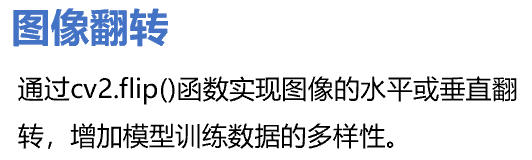 图像翻转
通过cv2.flip()函数实现图像的水平或垂直翻
转，增加模型训练数据的多样性。